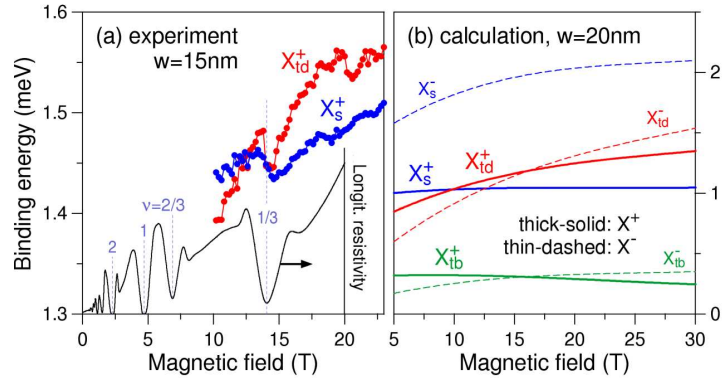 1.6
1.5
1.4
1.3
Binding energy (meV)
(a) experiment
w=15nm
X+td
X+s
2
1
ν=2/3
1/3
Longit. resistivity
0 5 10 15 20
Magnetic field (T)
(b) calculation, w=20nm
X-s
X-td
X+td
X+s
thick-solid: X+
thin-dashed: X-
X+tb
X-tb
2
1
0
5 10 15 20 25 30
Magnetic field (T)